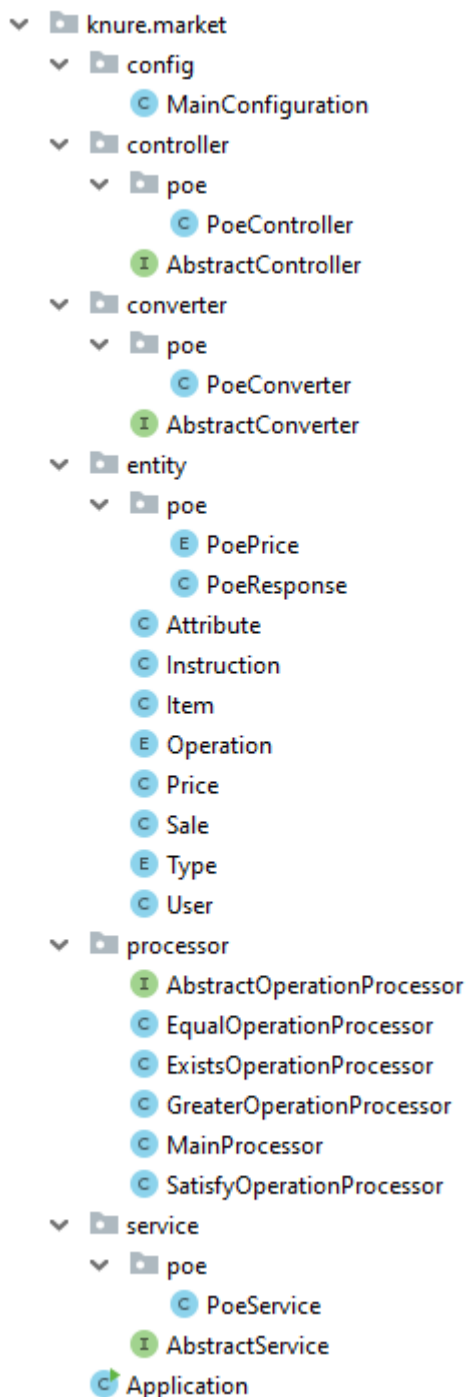 knure.market
config
C MainConfiguration
controller
poe
C PoeController
I AbstractController
converter
poe
C PoeConverter
I AbstractConverter
entity
poe
E PoePrice
C PoeResponse
C Attribute
C Instruction
C Item
E Operation
C Price
C Sale
E Type
C User
processor
I AbstractOperationProcessor
C EqualOperationProcessor
C ExistsOperationProcessor
C GreaterOperationProcessor
C MainProcessor
C SatisfyOperationProcessor
service
poe
C PoeService
I AbstractService
C Application